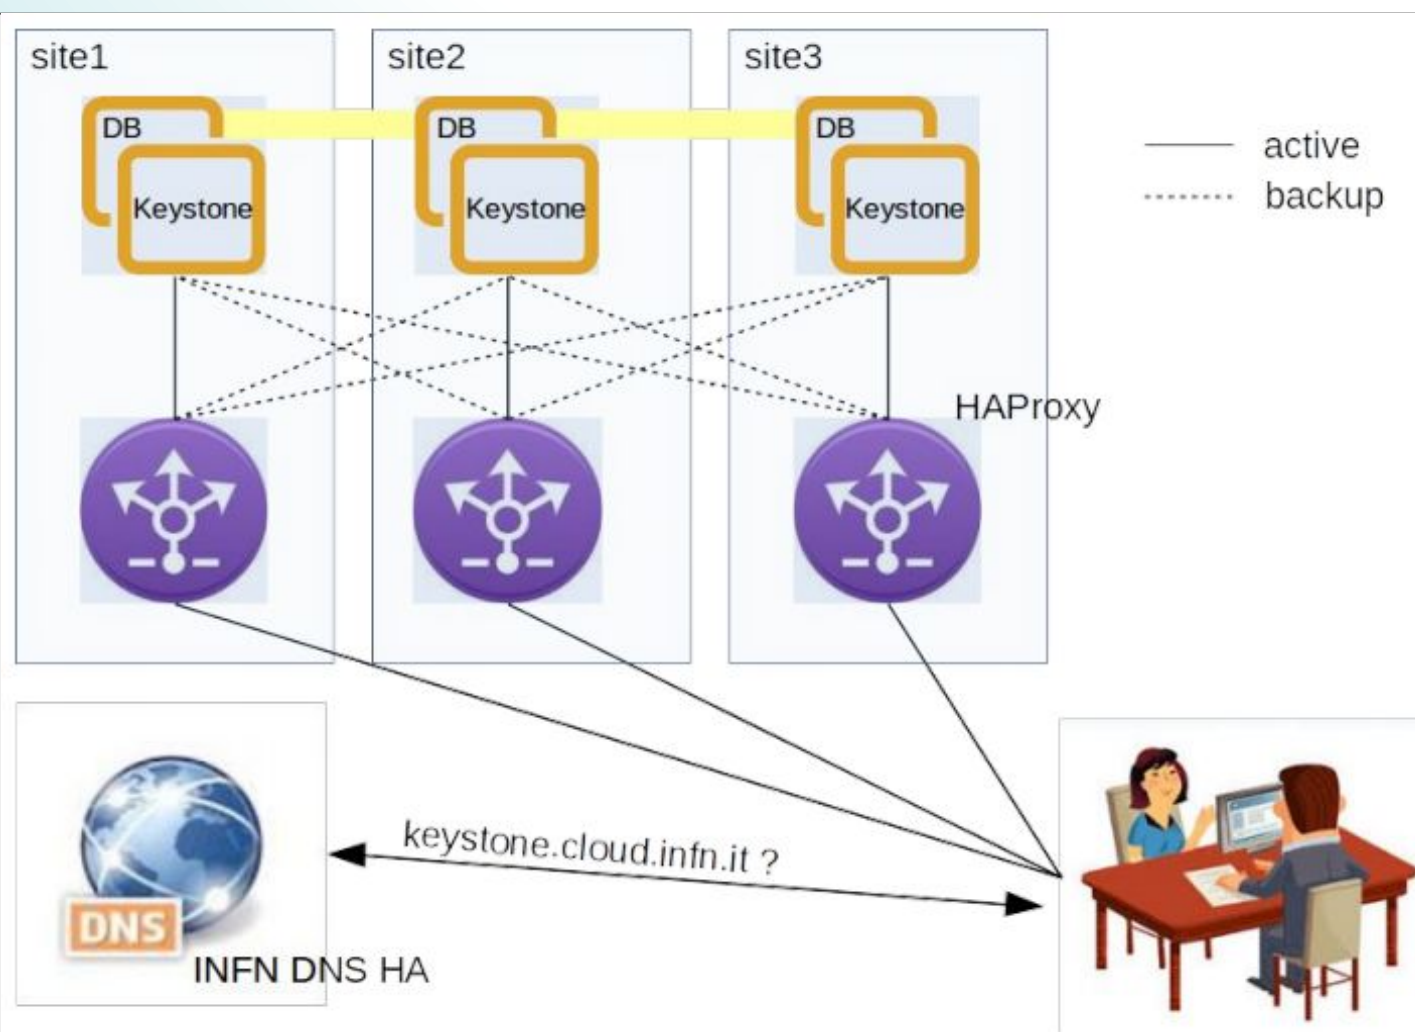 site1
site2
site3
DB
DB
DB
Keystone
Keystone
Keystone
active
backup
HAProxy
keystone.cloud.infn.it ?
DNS
INFN DNS HA